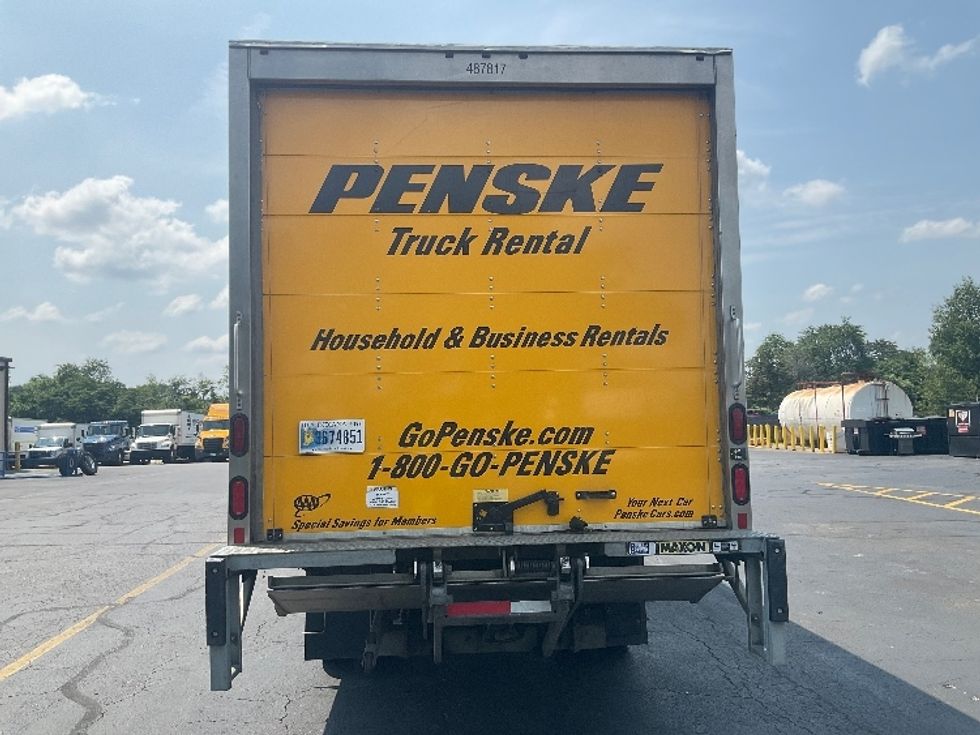 487817
PENSKE
Truck Rental
Household & Business Rentals
GoPenske.com
1-800-GO-PENSKE
AAA
Special Savings for Members
Your Next Car
PenskeCars.com
MAXON